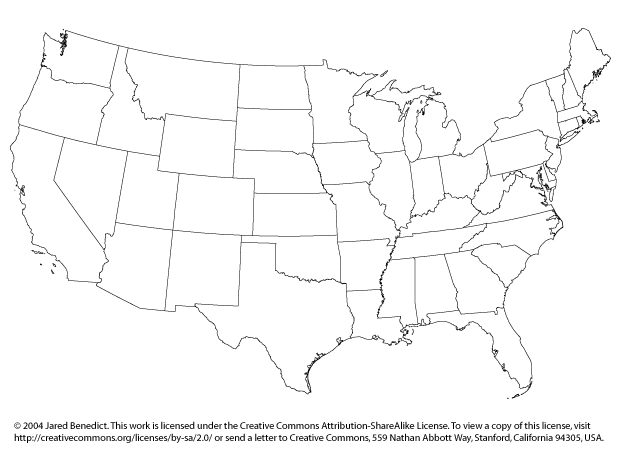 © 2004 Jared Benedict. This work is licensed under the Creative Commons Attribution-ShareAlike License. To view a copy of this license, visit
http://creativecommons.org/licenses/by-sa/2.0/ or send a letter to Creative Commons, 559 Nathan Abbott Way, Stanford, California 94305, USA.